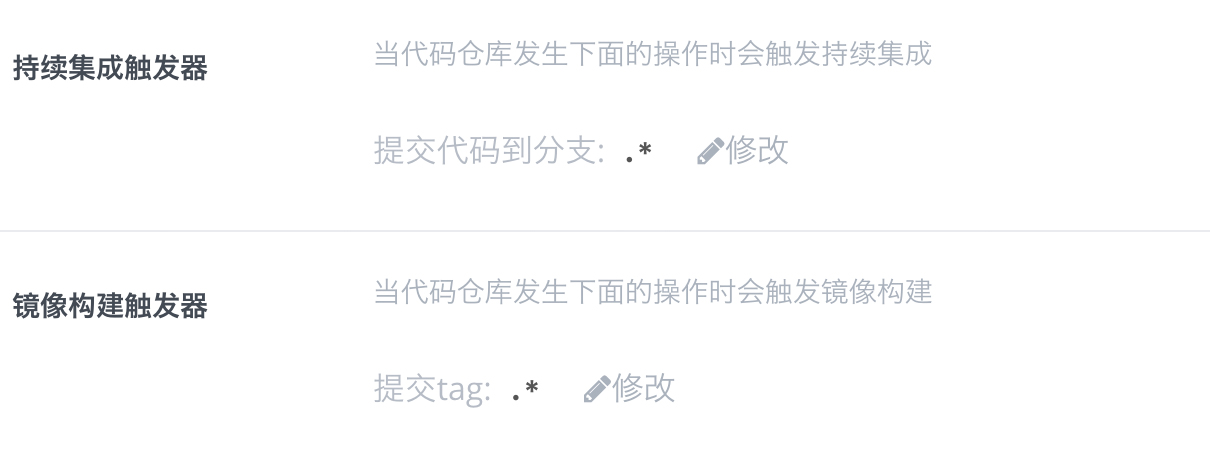 持续集成触发器
当代码仓库发生下面的操作时会触发持续集成
提交代码到分支: .* 修改
镜像构建触发器
当代码仓库发生下面的操作时会触发镜像构建
提交tag: .* 修改